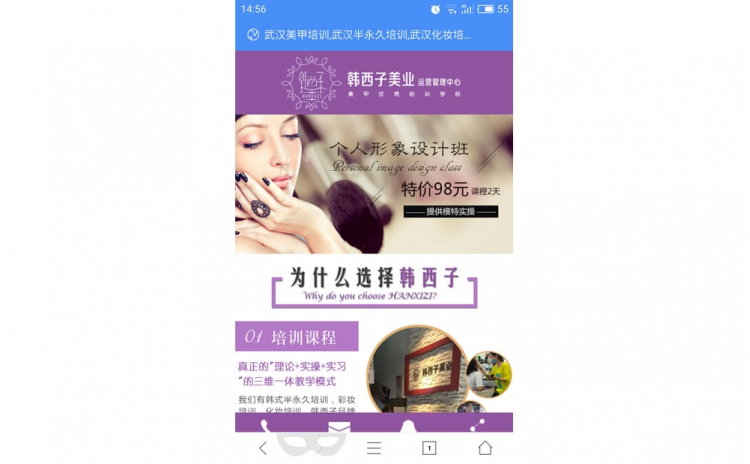 14:56
55
武汉美甲培训,武汉半永久培训,武汉化妆培...
韩西子美业 运营管理中心
HANXIZI
美甲纹绣培训学校
个人形象设计班
Personal image design class
特价98元 课程2天
提供模特实操
为什么选择韩西子
Why do you choose HANXIZI?
01 培训课程
真正的"理论+实操+实习
"的三维一体教学模式
我们有韩式半永久培训，彩妆
培训、化妆培训、韩西子品牌
韩西子美业
1